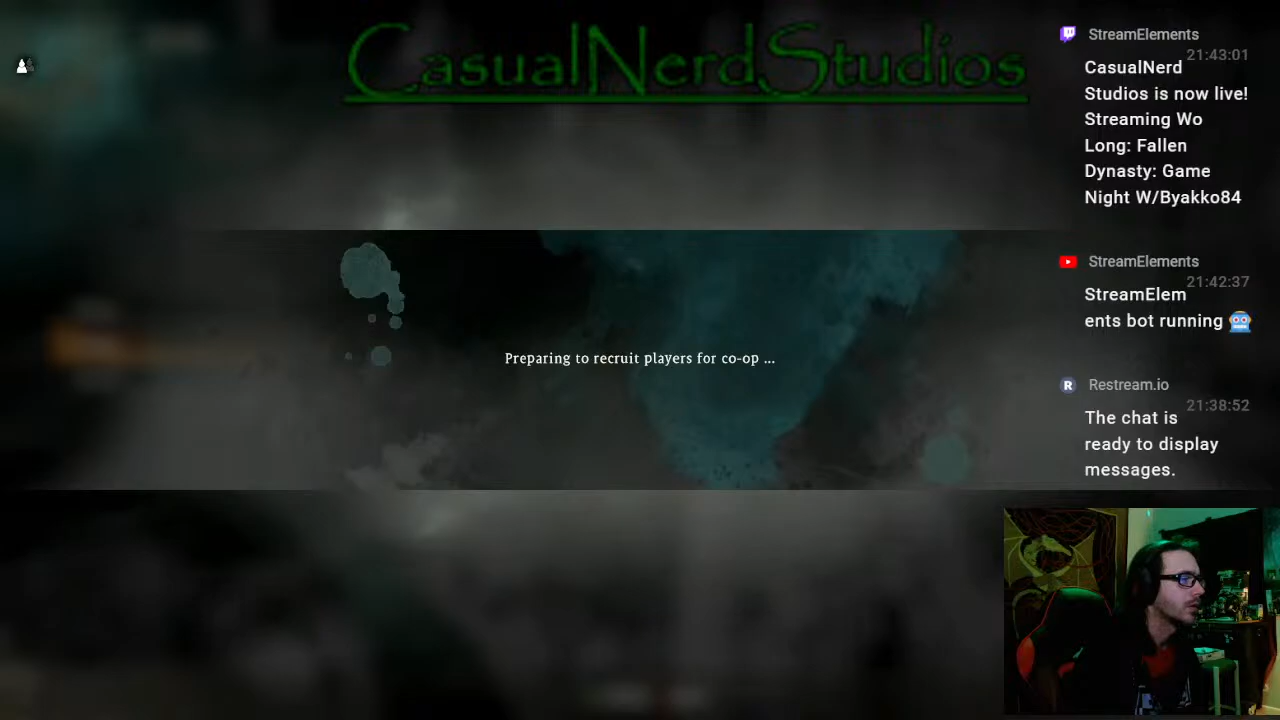 CasualNerdStudios
StreamElements
21:43:01
CasualNerd
Studios is now live!
Streaming Wo
Long: Fallen
Dynasty: Game
Night W/Byakko84
StreamElements
21:42:37
StreamElem
ents bot running
Preparing to recruit players for co-op ...
R
Restream.io
21:38:52
The chat is
ready to display
messages.